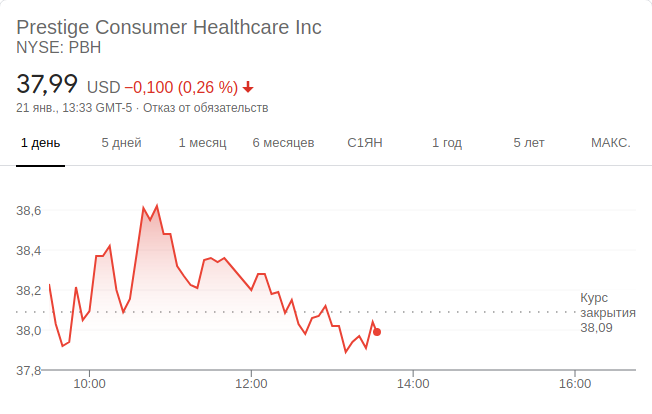 Prestige Consumer Healthcare Inc
NYSE: PBH
37,99 USD −0,100 (0,26 %)
21 янв., 13:33 GMT-5 · Отказ от обязательств
1 день 5 дней 1 месяц 6 месяцев С1ЯН 1 год 5 лет МАКС.
38,6
38,4
38,2
38,0
37,8
Курс
закрытия
38,09
10:00 12:00 14:00 16:00